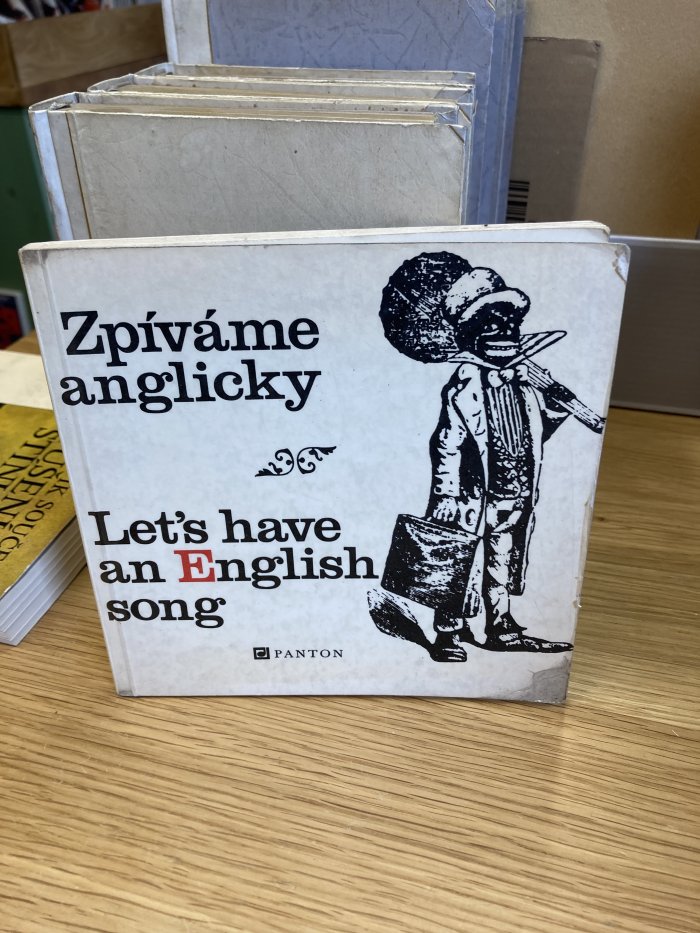 Zpíváme
anglicky
Let's have
an English
song
PANTON